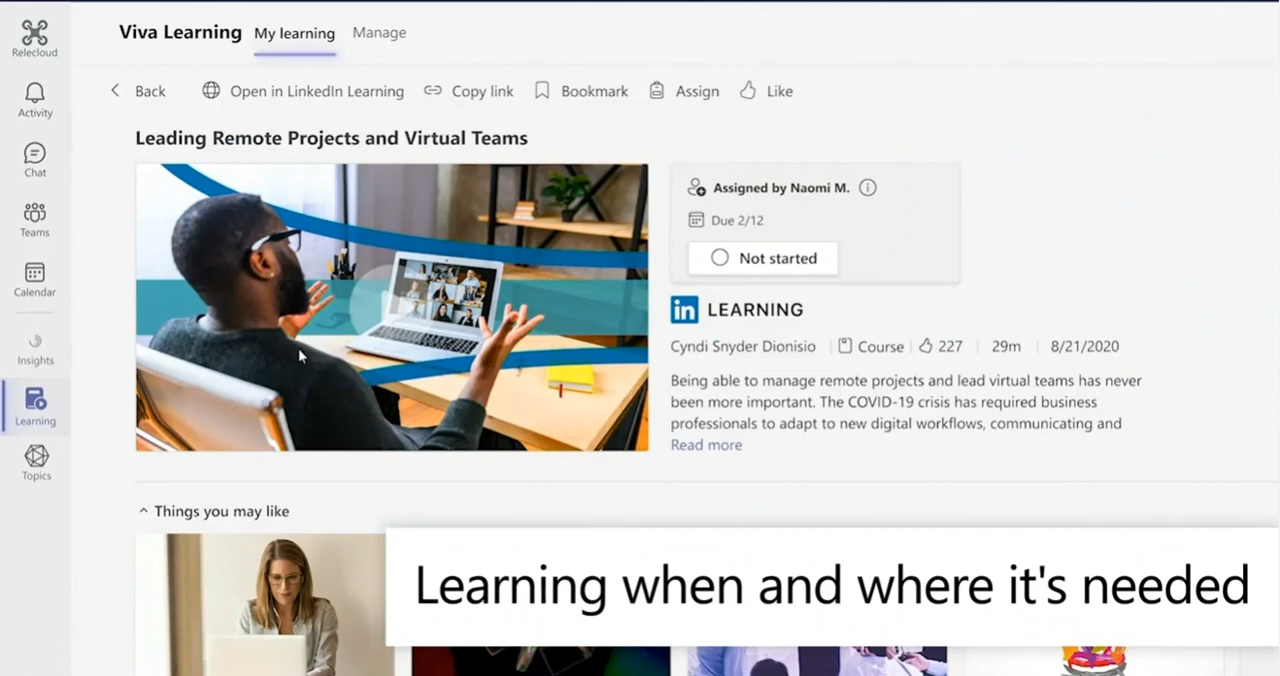 Relecloud
Activity
Chat
Teams
Calendar
Insights
Learning
Topics
Viva Learning My learning Manage
Back Open in LinkedIn Learning Copy link Bookmark Assign Like
Leading Remote Projects and Virtual Teams
Assigned by Naomi M.
Due 2/12
Not started
in LEARNING
Cyndi Snyder Dionisio | Course | 227 | 29m | 8/21/2020
Being able to manage remote projects and lead virtual teams has never
been more important. The COVID-19 crisis has required business
professionals to adapt to new digital workflows, communicating and
Read more
Things you may like
Learning when and where it's needed